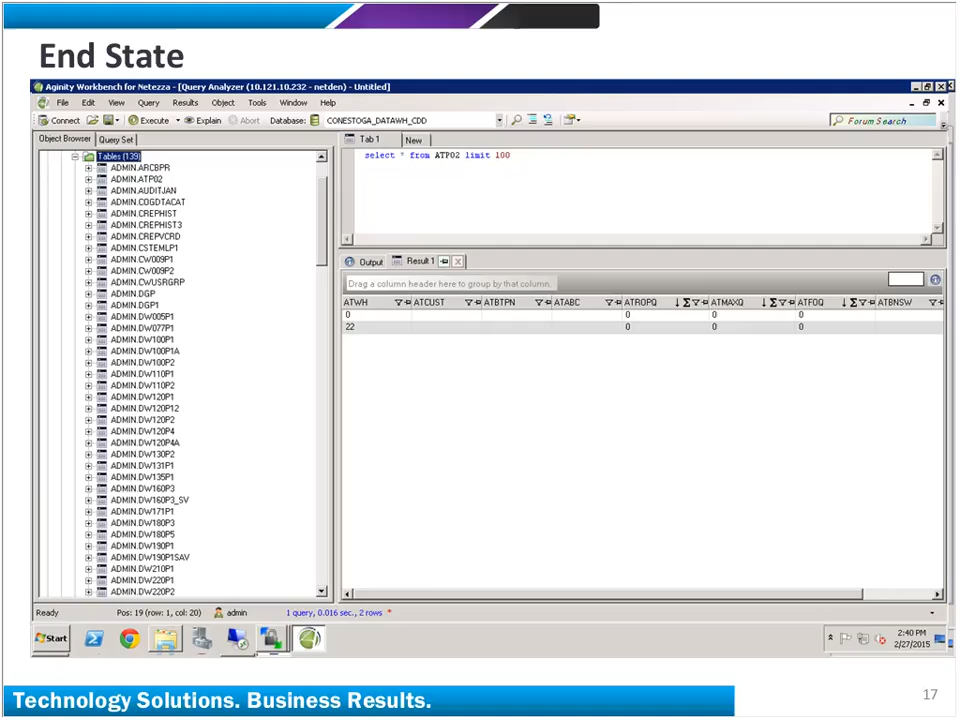 End State
Aginity Workbench for Netezza - [Query Analyzer (10.121.10.232 - netden) - Untitled]
File Edit View Query Results Object Tools Window Help
Connect Execute Explain Abort Database: CONESTOGA_DATAWH_CDD Forum Search
Object Browser Query Set
Tables (139)
ADMIN.ARCBPR
ADMIN.ATP02
ADMIN.AUDITJAN
ADMIN.COGDTACAT
ADMIN.CREPHIST
ADMIN.CREPHIST3
ADMIN.CREPVCRD
ADMIN.CSTEMLP1
ADMIN.CW009P1
ADMIN.CW009P2
ADMIN.CWUSRGRP
ADMIN.DGP
ADMIN.DGP1
ADMIN.DW005P1
ADMIN.DW077P1
ADMIN.DW100P1
ADMIN.DW100P1A
ADMIN.DW100P2
ADMIN.DW110P1
ADMIN.DW110P2
ADMIN.DW120P1
ADMIN.DW120P12
ADMIN.DW120P2
ADMIN.DW120P4
ADMIN.DW120P4A
ADMIN.DW130P2
ADMIN.DW131P1
ADMIN.DW135P1
ADMIN.DW160P3
ADMIN.DW160P3_SV
ADMIN.DW171P1
ADMIN.DW180P3
ADMIN.DW180P5
ADMIN.DW190P1
ADMIN.DW190P1SAV
ADMIN.DW210P1
ADMIN.DW220P1
ADMIN.DW220P2
Tab 1 New
select * from ATP02 limit 100
Output Result 1
Drag a column header here to group by that column.
ATWH ATCUST ATBTPN ATABC ATROPQ ATMAXQ ATFOQ ATBNSW
0 0 0 0
22 0 0 0
Ready Pos: 19 (row: 1, col: 20) admin 1 query, 0.016 sec., 2 rows *
Start
2:40 PM
2/27/2015
Technology Solutions. Business Results.
17